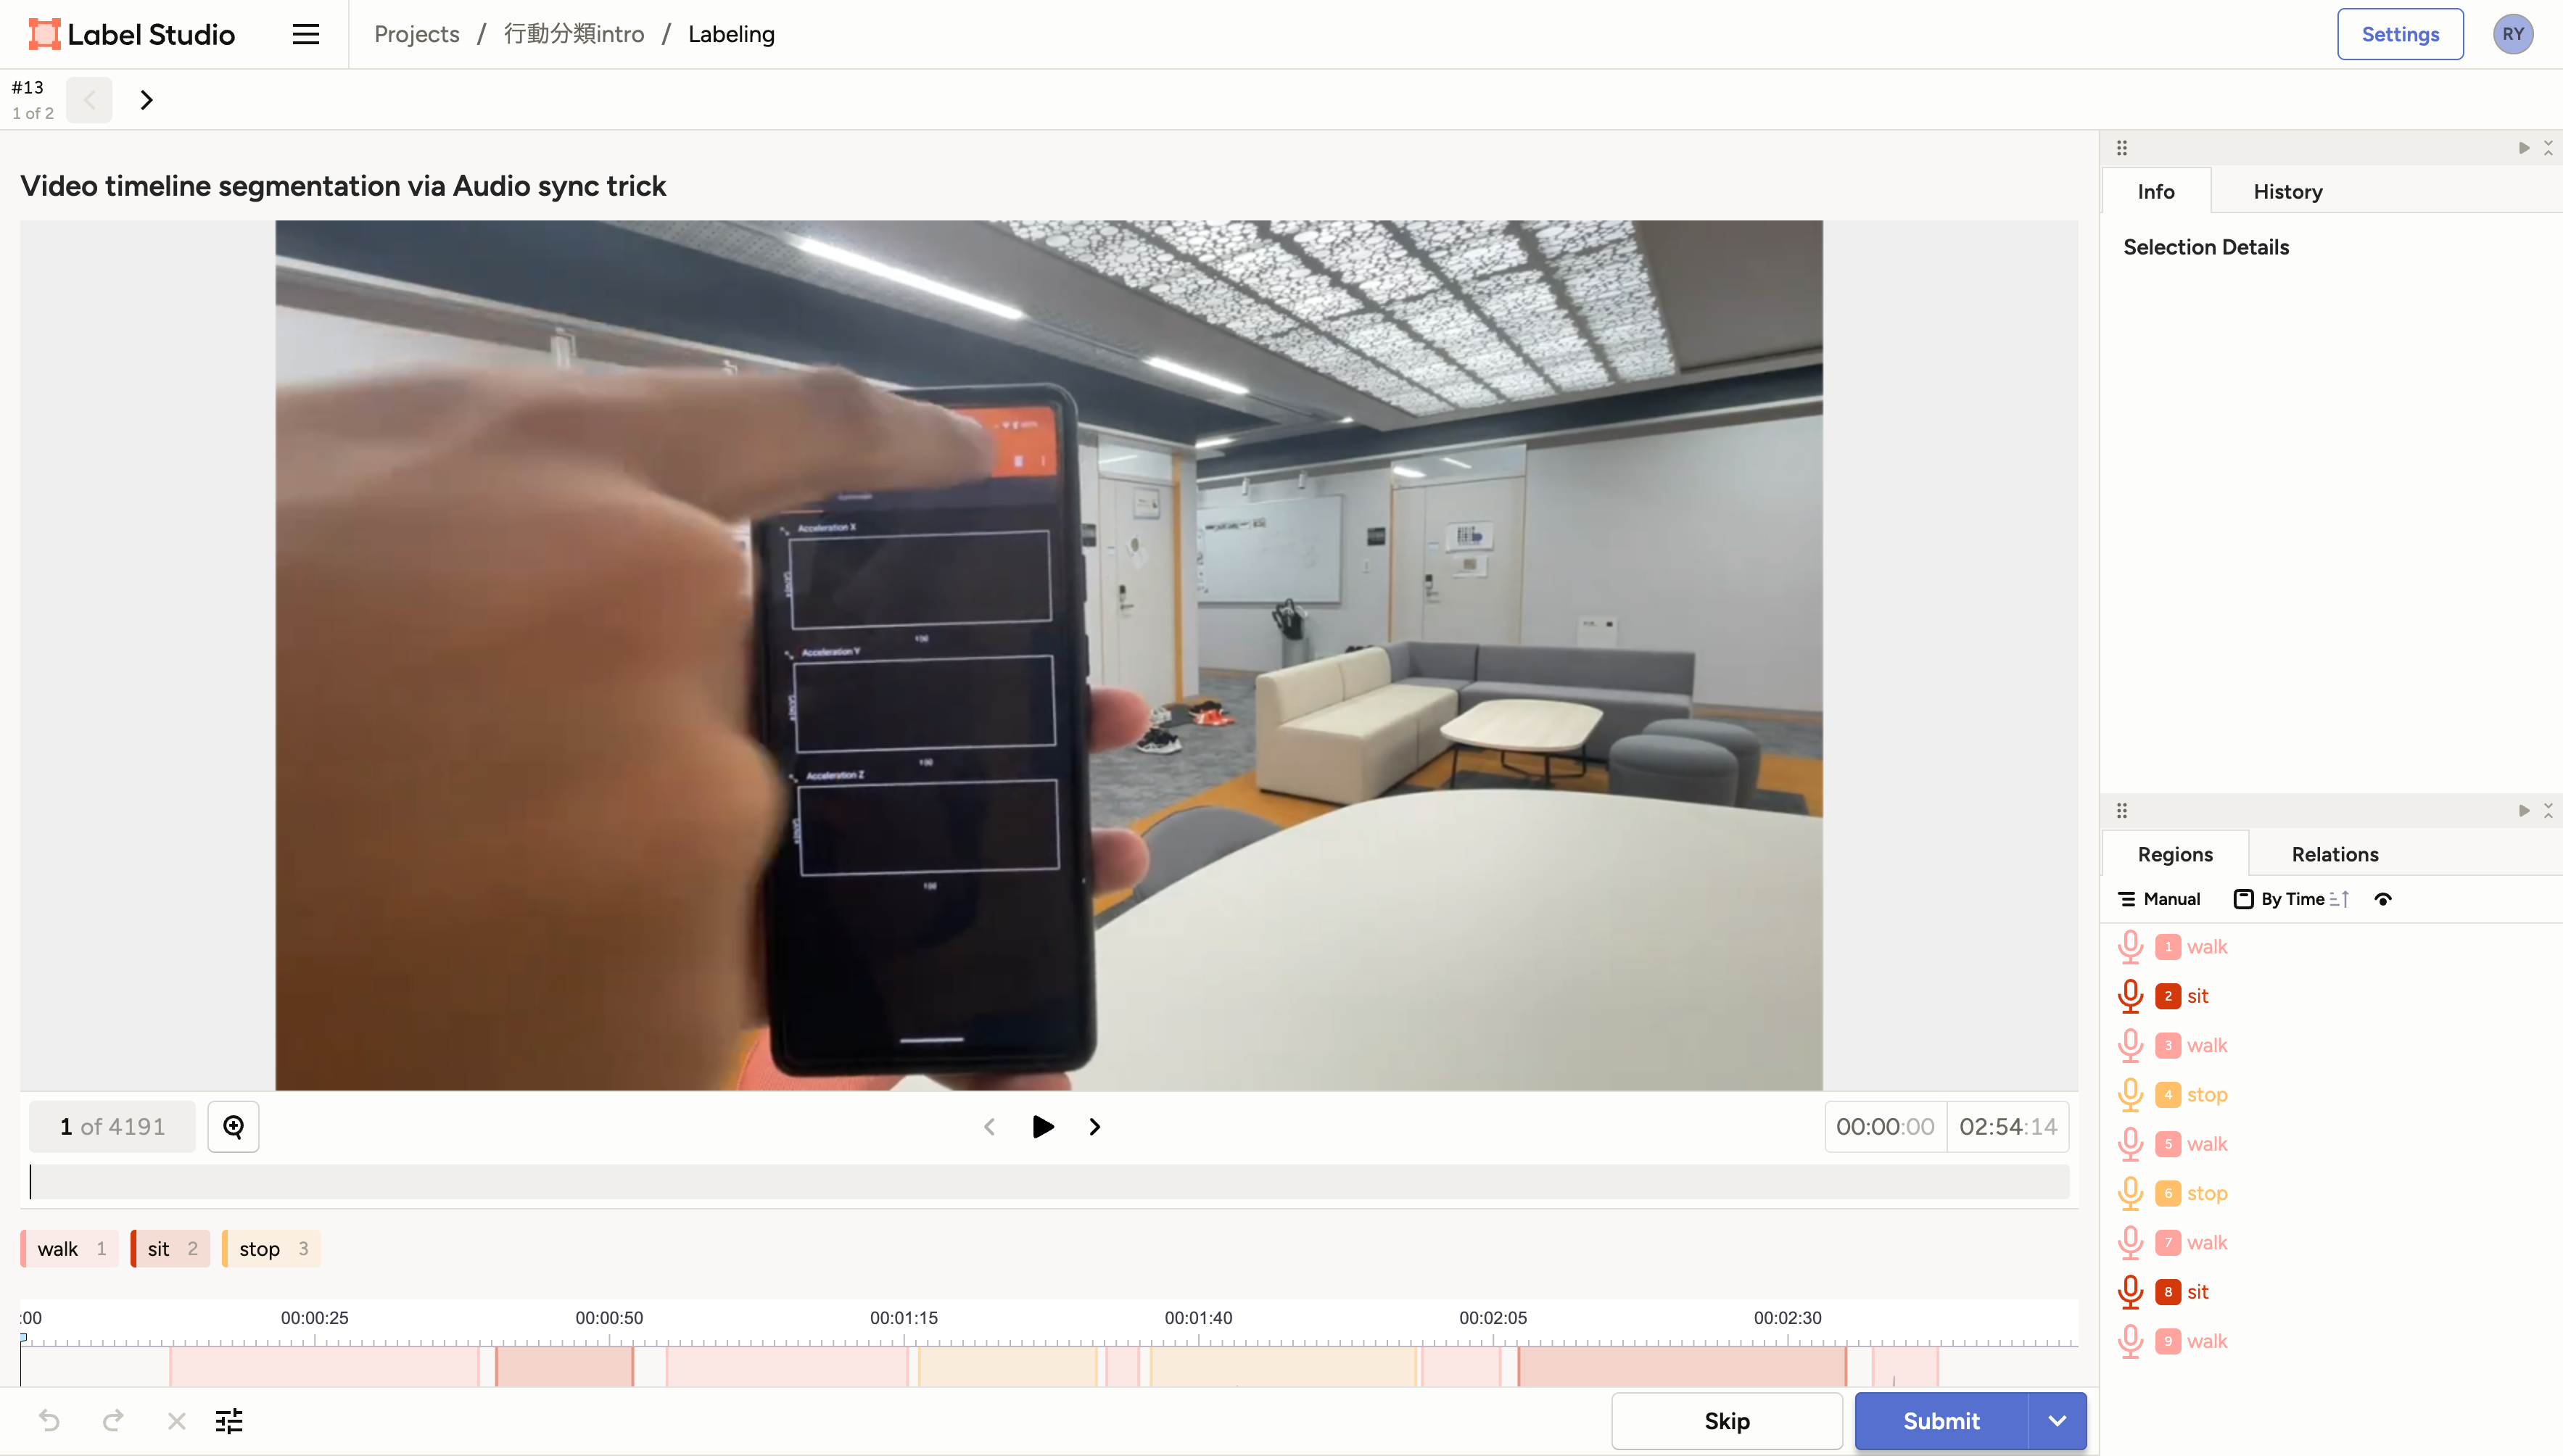 Label Studio
Projects / 行動分類intro / Labeling
Settings
RY
#13
1 of 2
Video timeline segmentation via Audio sync trick
Acceleration X
Acceleration Y
Acceleration Z
Info
History
Selection Details
Regions
Relations
Manual
By Time
1 walk
2 sit
3 walk
4 stop
5 walk
6 stop
7 walk
8 sit
9 walk
1 of 4191
00:00:00
02:54:14
walk 1
sit 2
stop 3
:00
00:00:25
00:00:50
00:01:15
00:01:40
00:02:05
00:02:30
Skip
Submit